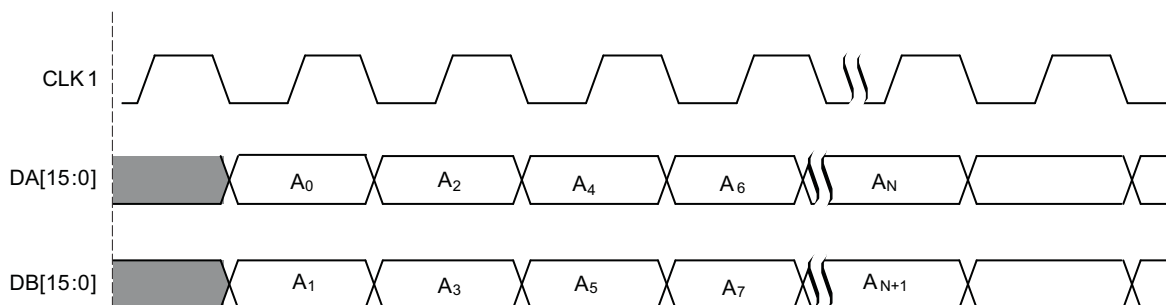 CLK1
DA[15:0] A0 A2 A4 A6 AN
DB[15:0] A1 A3 A5 A7 AN+1